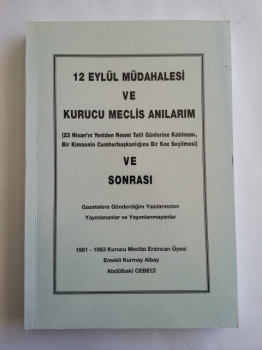 12 EYLÜL MÜDAHALESİ
VE
KURUCU MECLİS ANILARIM
(23 Nisan'ın Yeniden Resmi Tatil Günlerine Katılması,
Bir Kimsenin Cumhurbaşkanlığına Bir Kez Seçilmesi)
VE
SONRASI
Gazetelere Gönderdiğim Yazılarımdan
Yayınlananlar ve Yayımlanmayanlar
1981 - 1983 Kurucu Meclisi Erzincan Üyesi
Emekli Kurmay Albay
Abdülbaki CEBECİ